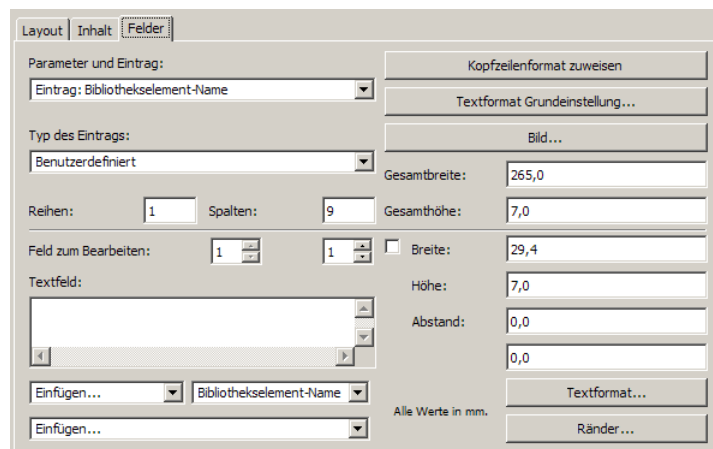 Layout Inhalt Felder
Parameter und Eintrag:
Kopfzeilenformat zuweisen
Eintrag: Bibliothekselement-Name
Textformat Grundeinstellung...
Typ des Eintrags:
Bild...
Benutzerdefiniert
Gesamtbreite: 265,0
Reihen: 1 Spalten: 9 Gesamthöhe: 7,0
Feld zum Bearbeiten: 1 1 Breite: 29,4
Textfeld:
Höhe: 7,0
Abstand: 0,0
0,0
Einfügen... Bibliothekselement-Name
Textformat...
Alle Werte in mm.
Einfügen...
Ränder...